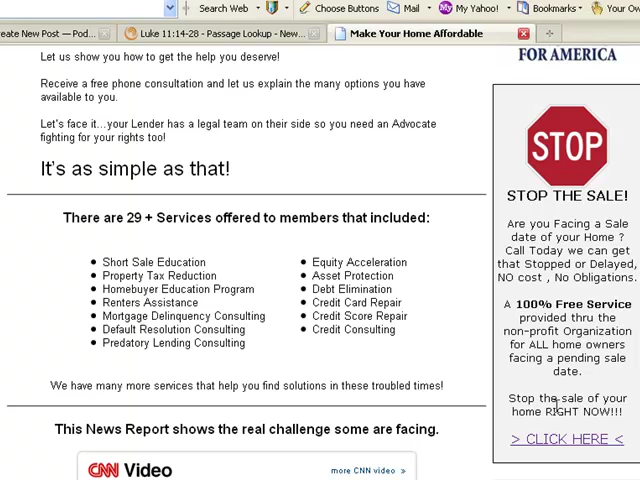 Search Web
Choose Buttons
Mail
My Yahoo!
Bookmarks
Your Ow
eate New Post — Pod...
Luke 11:14-28 - Passage Lookup - New...
Make Your Home Affordable
Let us show you how to get the help you deserve!
Receive a free phone consultation and let us explain the many options you have
available to you.
Let's face it...your Lender has a legal team on their side so you need an Advocate
fighting for your rights too!
It's as simple as that!
There are 29 + Services offered to members that included:
Short Sale Education
Property Tax Reduction
Homebuyer Education Program
Renters Assistance
Mortgage Delinquency Consulting
Default Resolution Consulting
Predatory Lending Consulting
Equity Acceleration
Asset Protection
Debt Elimination
Credit Card Repair
Credit Score Repair
Credit Consulting
We have many more services that help you find solutions in these troubled times!
This News Report shows the real challenge some are facing.
CNN Video
more CNN video »
FOR AMERICA
STOP
STOP THE SALE!
Are you Facing a Sale
date of your Home ?
Call Today we can get
that Stopped or Delayed,
NO cost , No Obligations.
A 100% Free Service
provided thru the
non-profit Organization
for ALL home owners
facing a pending sale
date.
Stop the sale of your
home RIGHT NOW!!!
> CLICK HERE <